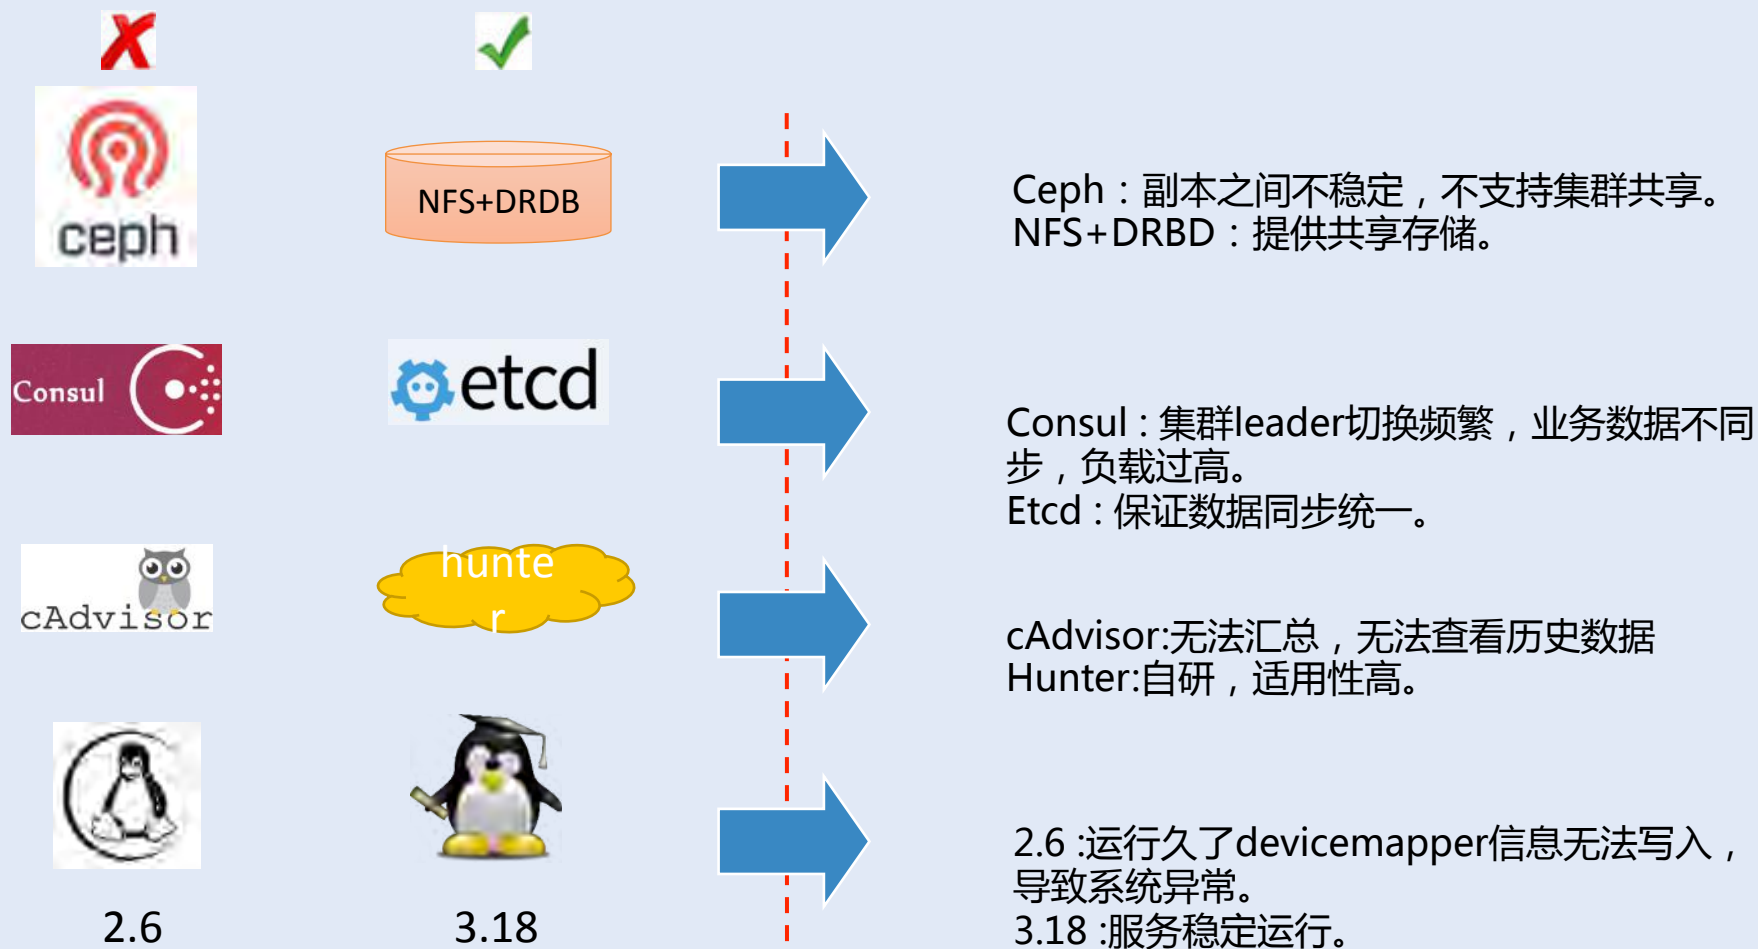 ceph
NFS+DRDB
Ceph：副本之间不稳定，不支持集群共享。
NFS+DRBD：提供共享存储。
Consul
etcd
Consul：集群leader切换频繁，业务数据不同
步，负载过高。
Etcd：保证数据同步统一。
cAdvisor
hunte
r
cAdvisor:无法汇总，无法查看历史数据
Hunter:自研，适用性高。
2.6
3.18
2.6 :运行久了devicemapper信息无法写入，
导致系统异常。
3.18 :服务稳定运行。